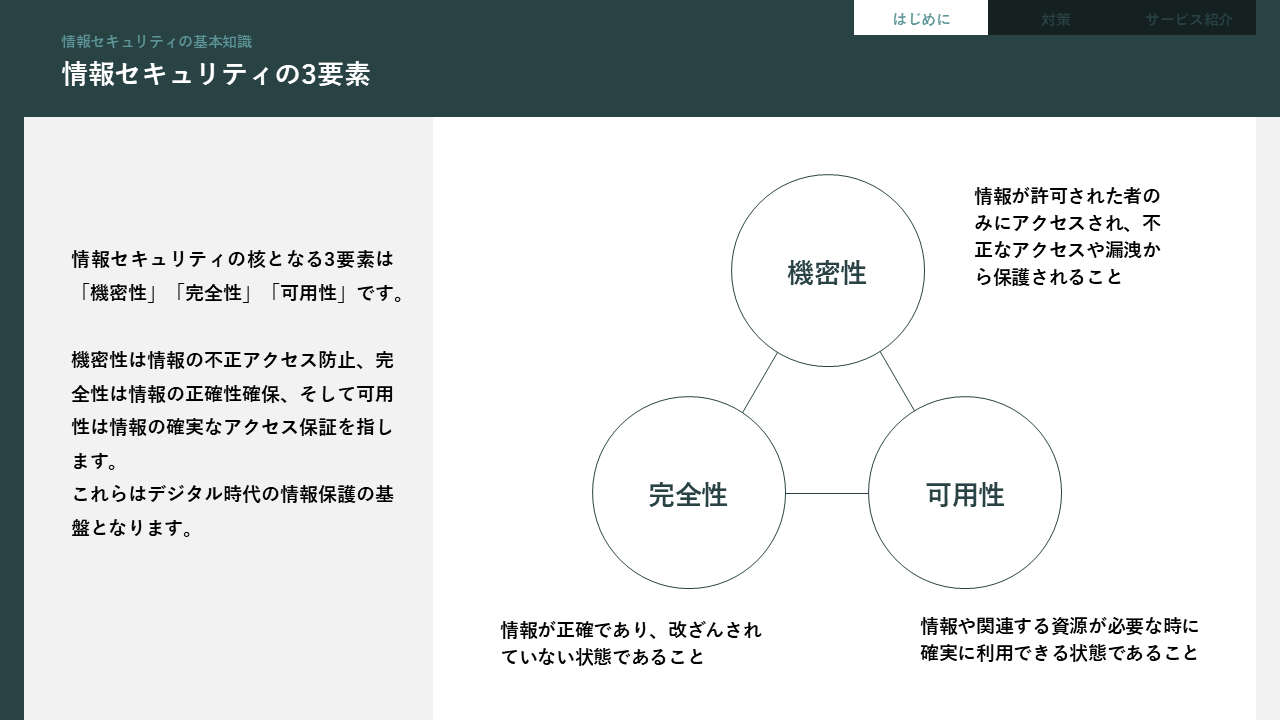 はじめに
対策
サービス紹介
情報セキュリティの基本知識
情報セキュリティの3要素
情報セキュリティの核となる3要素は
「機密性」「完全性」「可用性」です。
機密性は情報の不正アクセス防止、完
全性は情報の正確性確保、そして可用
性は情報の確実なアクセス保証を指し
ます。
これらはデジタル時代の情報保護の基
盤となります。
機密性
情報が許可された者の
みにアクセスされ、不
正なアクセスや漏洩か
ら保護されること
完全性
可用性
情報が正確であり、改ざんされ
ていない状態であること
情報や関連する資源が必要な時に
確実に利用できる状態であること